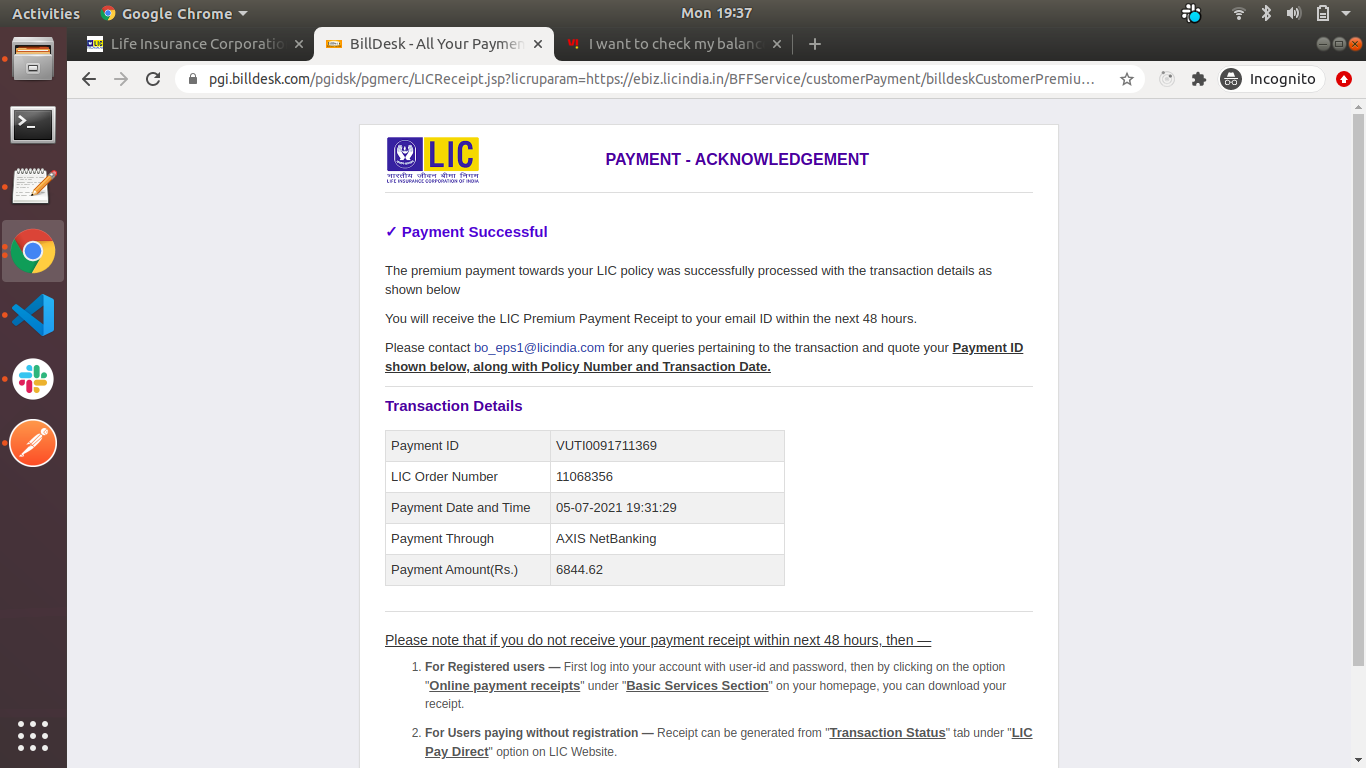 Activities
Google Chrome
Mon 19:37
Life Insurance Corporatio
BillDesk - All Your Paymen
I want to check my balanc
pgi.billdesk.com/pgidsk/pgmerc/LICReceipt.jsp?licruparam=https://ebiz.licindia.in/BFFService/customerPayment/billdeskCustomerPremiu...
Incognito
LIC
भारतीय जीवन बीमा निगम
LIFE INSURANCE CORPORATION OF INDIA
PAYMENT - ACKNOWLEDGEMENT
✓ Payment Successful
The premium payment towards your LIC policy was successfully processed with the transaction details as
shown below
You will receive the LIC Premium Payment Receipt to your email ID within the next 48 hours.
Please contact bo_eps1@licindia.com for any queries pertaining to the transaction and quote your Payment ID
shown below, along with Policy Number and Transaction Date.
Transaction Details
Payment ID VUTI0091711369
LIC Order Number 11068356
Payment Date and Time 05-07-2021 19:31:29
Payment Through AXIS NetBanking
Payment Amount(Rs.) 6844.62
Please note that if you do not receive your payment receipt within next 48 hours, then —
1. For Registered users — First log into your account with user-id and password, then by clicking on the option
"Online payment receipts" under "Basic Services Section" on your homepage, you can download your
receipt.
2. For Users paying without registration — Receipt can be generated from "Transaction Status" tab under "LIC
Pay Direct" option on LIC Website.